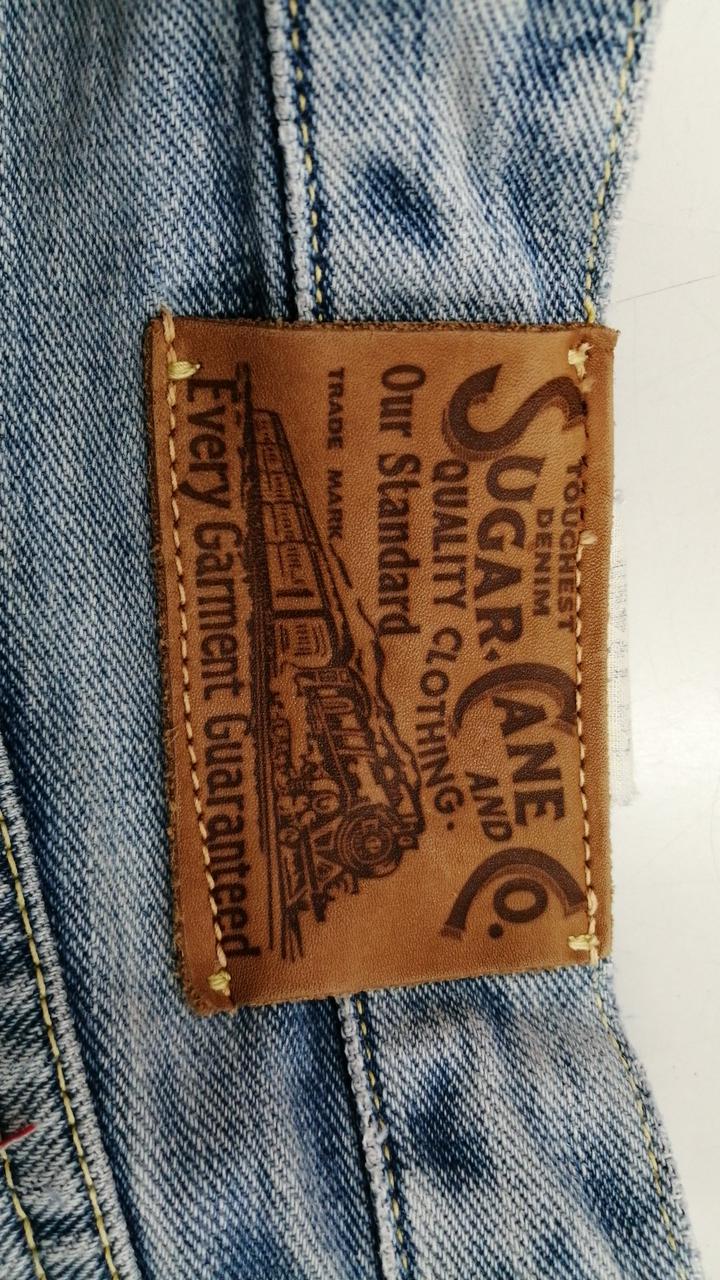 TOUGHEST
DENIM
SUGAR·CANE AND CO.
QUALITY CLOTHING.
Our Standard
TRADE MARK
Every Garment Guaranteed